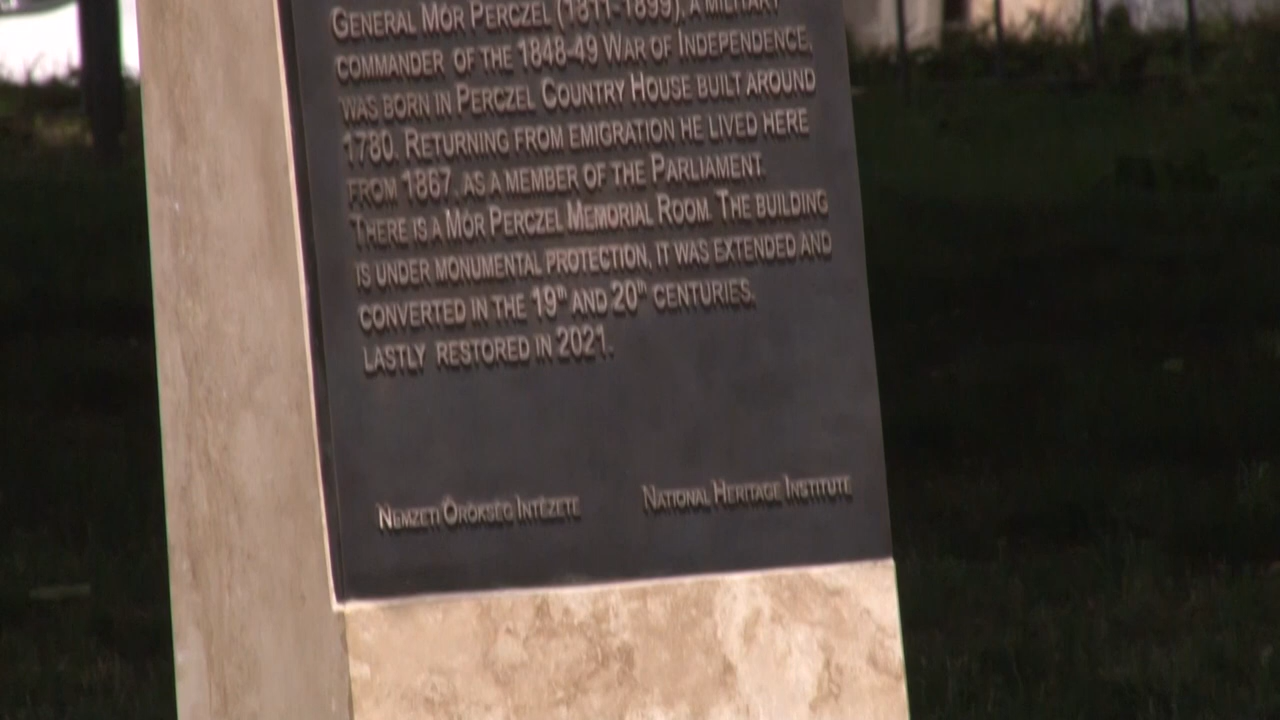 GENERAL MÓR PERCZEL (1811-1899), A MILITARY
COMMANDER OF THE 1848-49 WAR OF INDEPENDENCE,
WAS BORN IN PERCZEL COUNTRY HOUSE BUILT AROUND
1780. RETURNING FROM EMIGRATION HE LIVED HERE
FROM 1867, AS A MEMBER OF THE PARLIAMENT.
THERE IS A MÓR PERCZEL MEMORIAL ROOM. THE BUILDING
IS UNDER MONUMENTAL PROTECTION, IT WAS EXTENDED AND
CONVERTED IN THE 19th AND 20th CENTURIES.
LASTLY RESTORED IN 2021.
NEMZETI ÖRÖKSÉG INTÉZETE
NATIONAL HERITAGE INSTITUTE